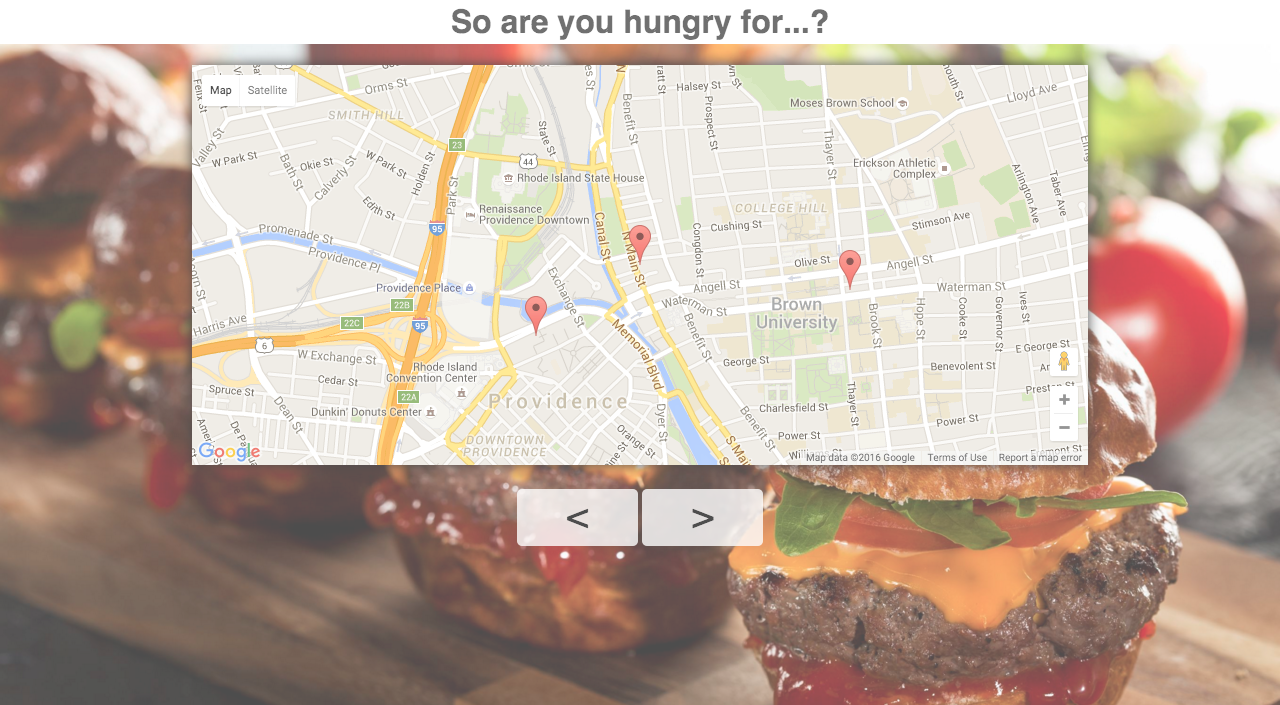 So are you hungry for...?
Map
Satellite
Orms St
SMITH HILL
Valley St
W Park St
Okie St
Bath St
Calverly St
W Park St
Holden St
Park St
23
44
State St
Benefit St
Halsey St
Prospect St
Moses Brown School
Lloyd Ave
Thayer St
Erickson Athletic
Complex
Arlington Ave
Taber Ave
Rhode Island State House
Edith St
Renaissance
Providence Downtown
95
Canal St
N Main St
COLLEGE HILL
Cushing St
Congdon St
Stimson Ave
Promenade St
Providence Pl
Olive St
Angell St
Angell St
Providence Place
Exchange St
Waterman St
Waterman St
Brown
University
Brook St
Hope St
Cooke St
Governor St
Ives St
Harris Ave
22B
22C
95
6
W Exchange St
Memorial Blvd
Benefit St
George St
E George St
Rhode Island
Convention Center
Benevolent St
Cedar St
Spruce St
Dean St
22A
Dunkin' Donuts Center
Providence
Dyer St
Charlesfield St
Thayer St
Power St
Power St
Benefit St
DOWNTOWN
PROVIDENCE
Orange St
S Main
+
−
Google
Map data ©2016 Google
Terms of Use
Report a map error
<
>